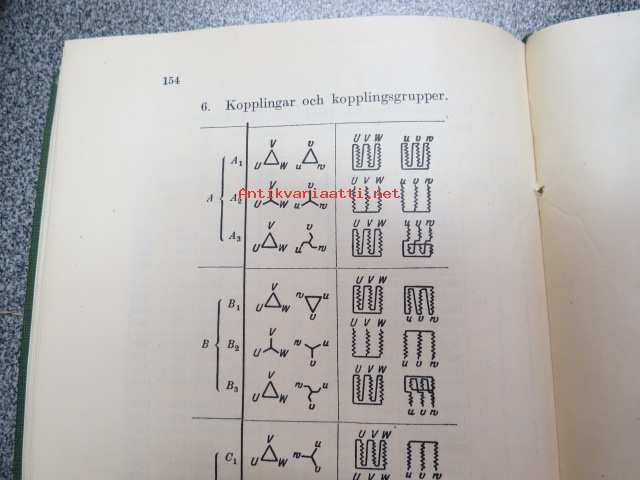 154
6. Kopplingar och kopplingsgrupper.
V u
A₁ U W u v
U V W u v
Antikvariaatti.net
A A₂ U W u v
U V W u v
A₃ U W u v
U V W u v
B₁ U V W v u
U V W u v
B B₂ U V W v u
U V W u v
B₃ U V W v u
U V W u v
C₁ U V W u v
U V W u v